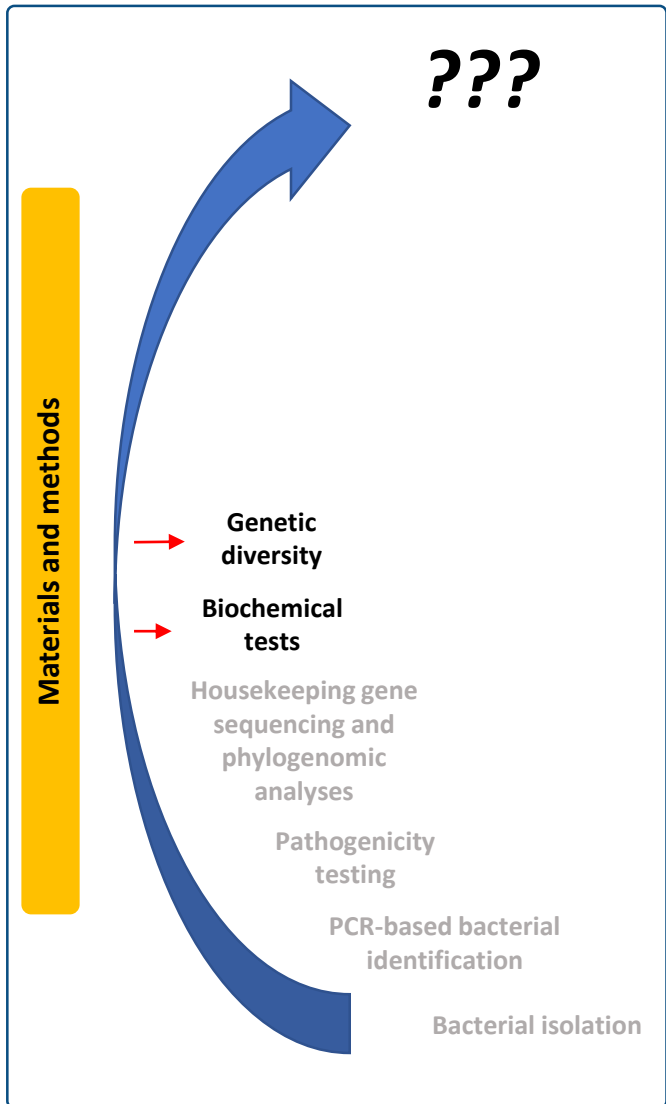 ???
Materials and methods
Genetic
diversity
Biochemical
tests
Housekeeping gene
sequencing and
phylogenomic
analyses
Pathogenicity
testing
PCR-based bacterial
identification
Bacterial isolation